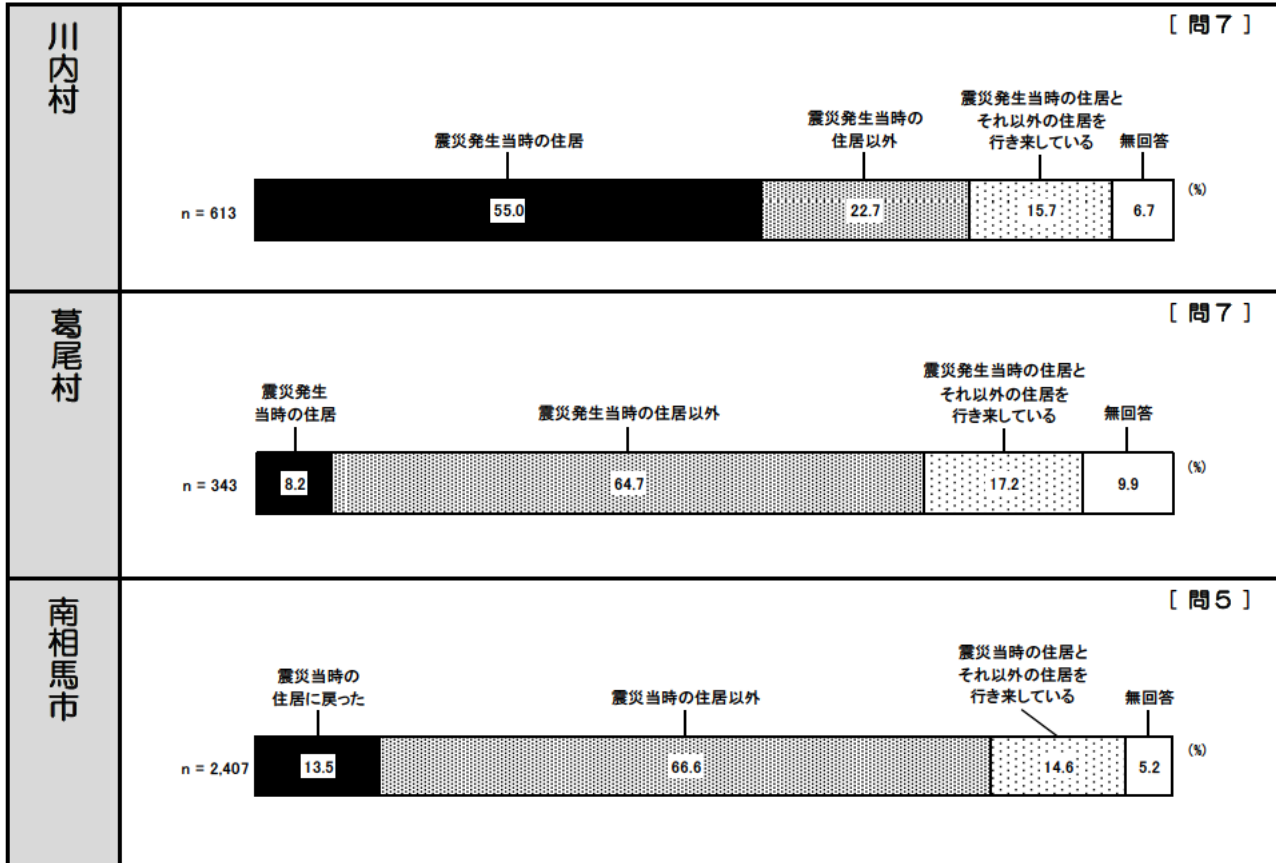 川内村
[ 問7 ]
震災発生当時の住居
震災発生当時の
住居以外
震災発生当時の住居と
それ以外の住居を
行き来している
無回答
(%)
n = 613
55.0
22.7
15.7
6.7
葛尾村
[ 問7 ]
震災発生
当時の住居
震災発生当時の住居以外
震災発生当時の住居と
それ以外の住居を
行き来している
無回答
(%)
n = 343
8.2
64.7
17.2
9.9
南相馬市
[ 問5 ]
震災当時の
住居に戻った
震災当時の住居以外
震災当時の住居と
それ以外の住居を
行き来している
無回答
(%)
n = 2,407
13.5
66.6
14.6
5.2